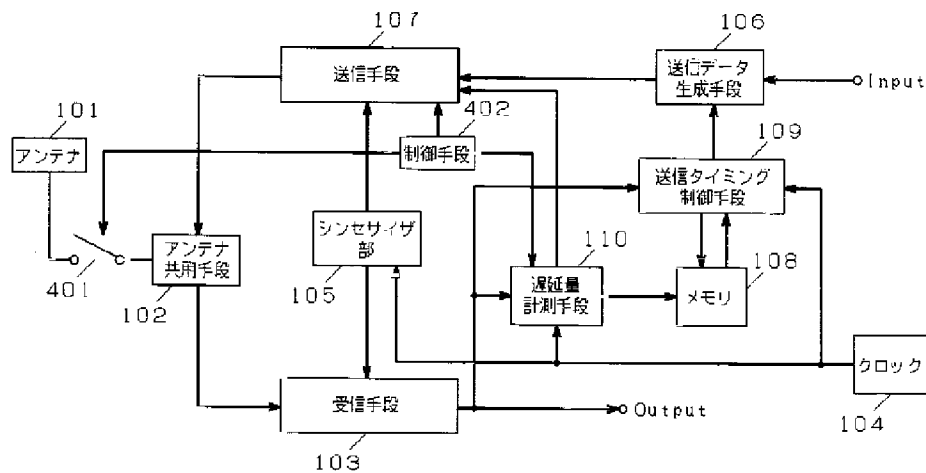 107
106
送信手段
送信データ
生成手段
Input
101
402
109
アンテナ
制御手段
送信タイミング
制御手段
シンセサイザ
部
アンテナ
共用手段
110
108
401
105
遅延量
計測手段
メモリ
102
クロック
受信手段
Output
104
103